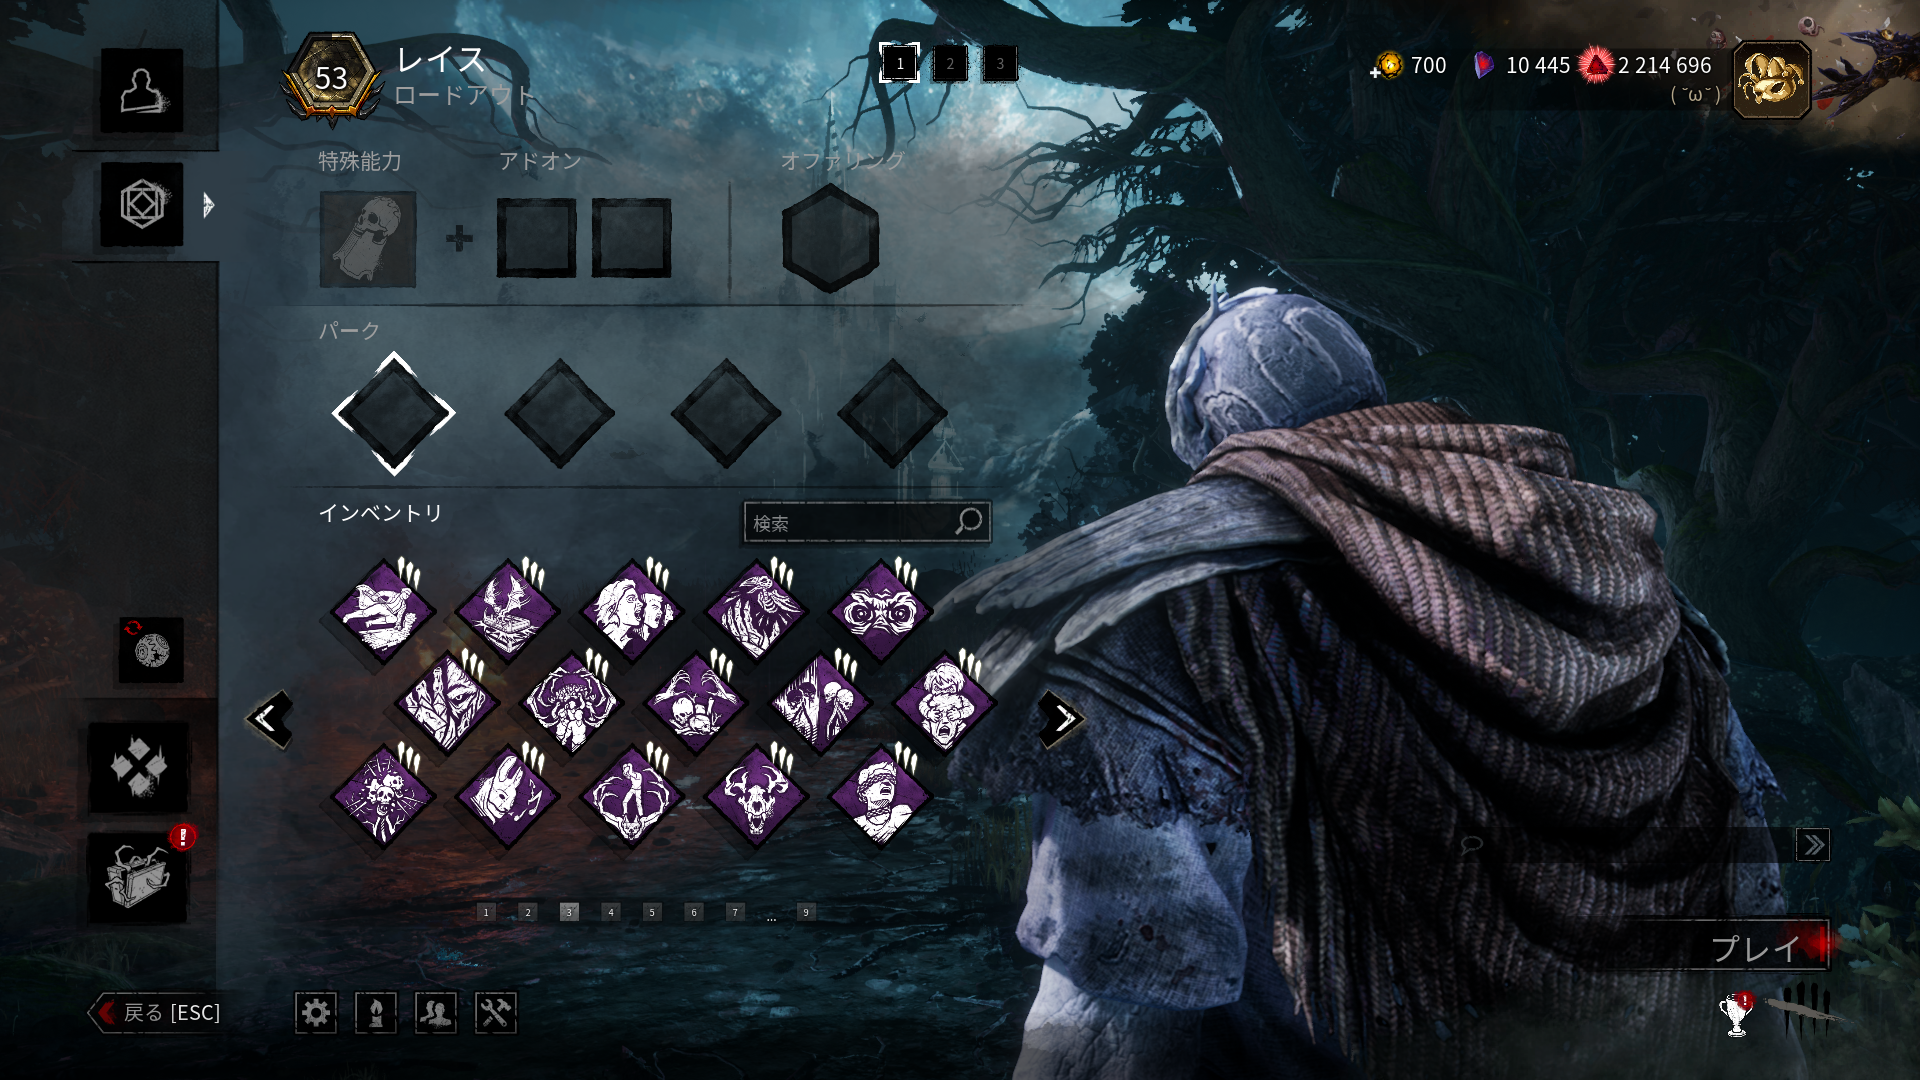 53
レイス
ロードアウト
1 2 3
700
10 445
2 214 696
( ˘ω˘ )
特殊能力
アドオン
オファリング
パーク
インベントリ
検索
1 2 3 4 5 6 7 ... 9
プレイ
戻る [ESC]